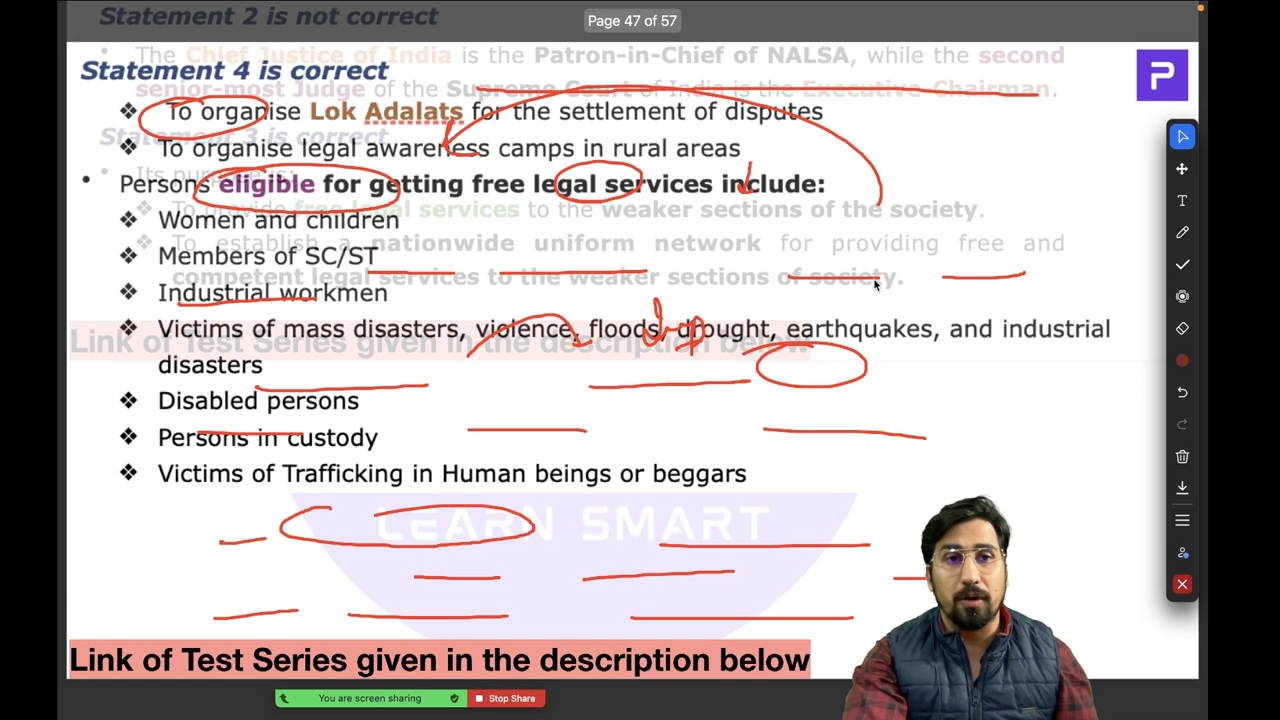 Statement 2 is not correct
Page 47 of 57
The Chief Justice of India is the Patron-in-Chief of NALSA, while the second
Statement 4 is correct
senior-most Judge of the Supreme Court of India is the Executive Chairman.
To organise Lok Adalats for the settlement of disputes
Statement 3 is correct
To organise legal awareness camps in rural areas
Its purpose is:
Persons eligible for getting free legal services include:
To provide free legal services to the weaker sections of the society.
Women and children
To establish a nationwide uniform network for providing free and
Members of SC/ST
competent legal services to the weaker sections of society.
Industrial workmen
Victims of mass disasters, violence, floods, drought, earthquakes, and industrial
Link of Test Series given in the description below
disasters
Disabled persons
Persons in custody
Victims of Trafficking in Human beings or beggars
LEARN SMART
Link of Test Series given in the description below
You are screen sharing
Stop Share
P
T